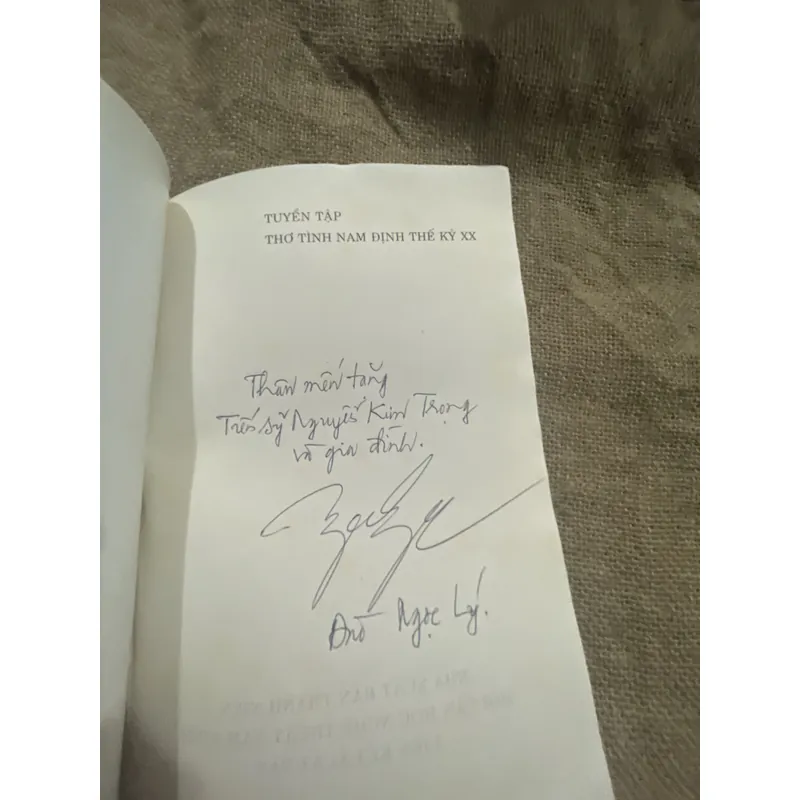 TUYỂN TẬP
THƠ TÌNH NAM ĐỊNH THẾ KỶ XX
Thân mến tặng
Tiến sỹ Nguyễn Kim Trọng
và gia đình.
Ngọc Lý.